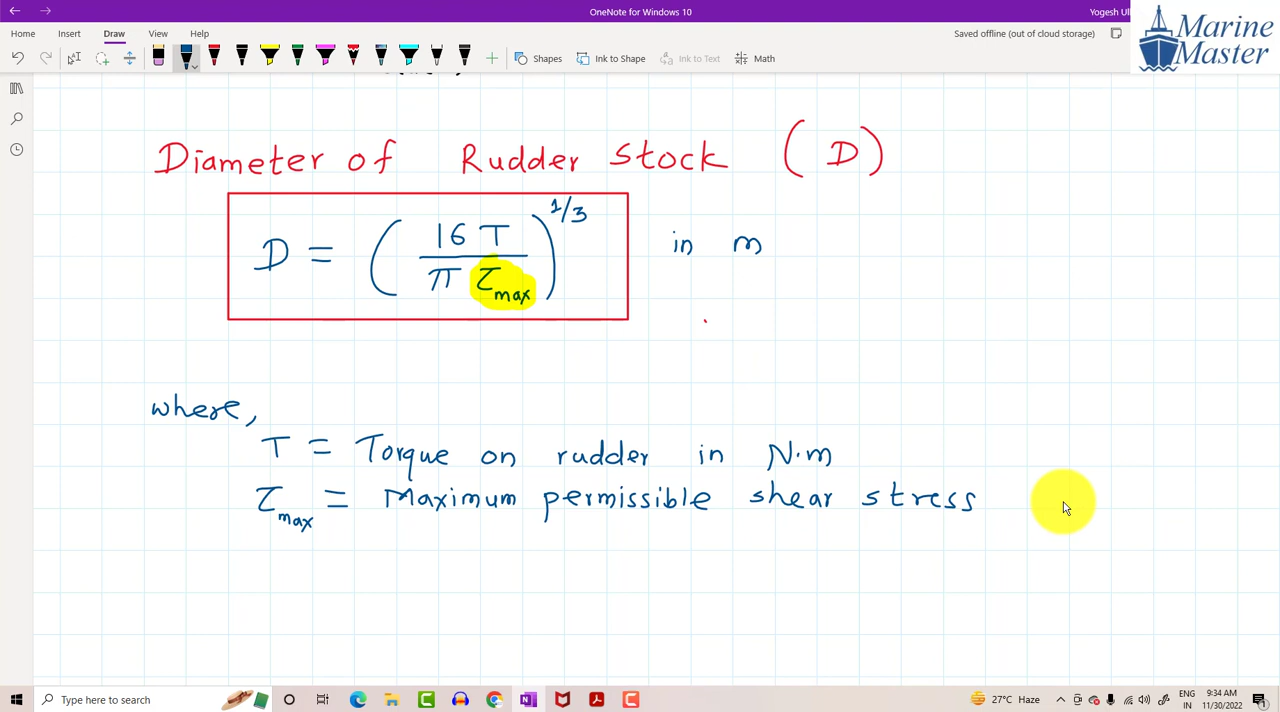 OneNote for Windows 10
Yogesh Ul
Home Insert Draw View Help
Saved offline (out of cloud storage)
Marine Master
Shapes Ink to Shape Ink to Text Math
Diameter of Rudder Stock (D)
D = (16 T / π τmax)^1/3 in m
where,
T = Torque on rudder in N·m
τmax = Maximum permissible shear stress
Type here to search
27°C Haze
ENG
IN
9:34 AM
11/30/2022